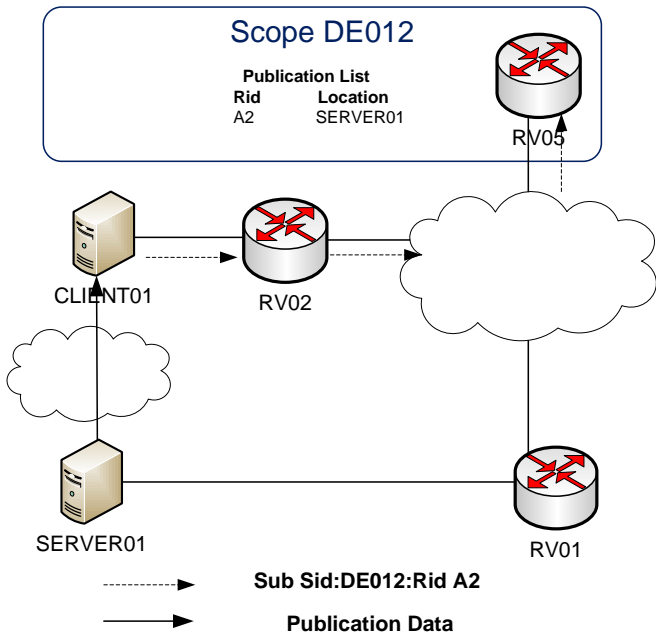 Scope DE012
Publication List
Rid Location
A2 SERVER01
RV05
CLIENT01
RV02
SERVER01
RV01
Sub Sid:DE012:Rid A2
Publication Data